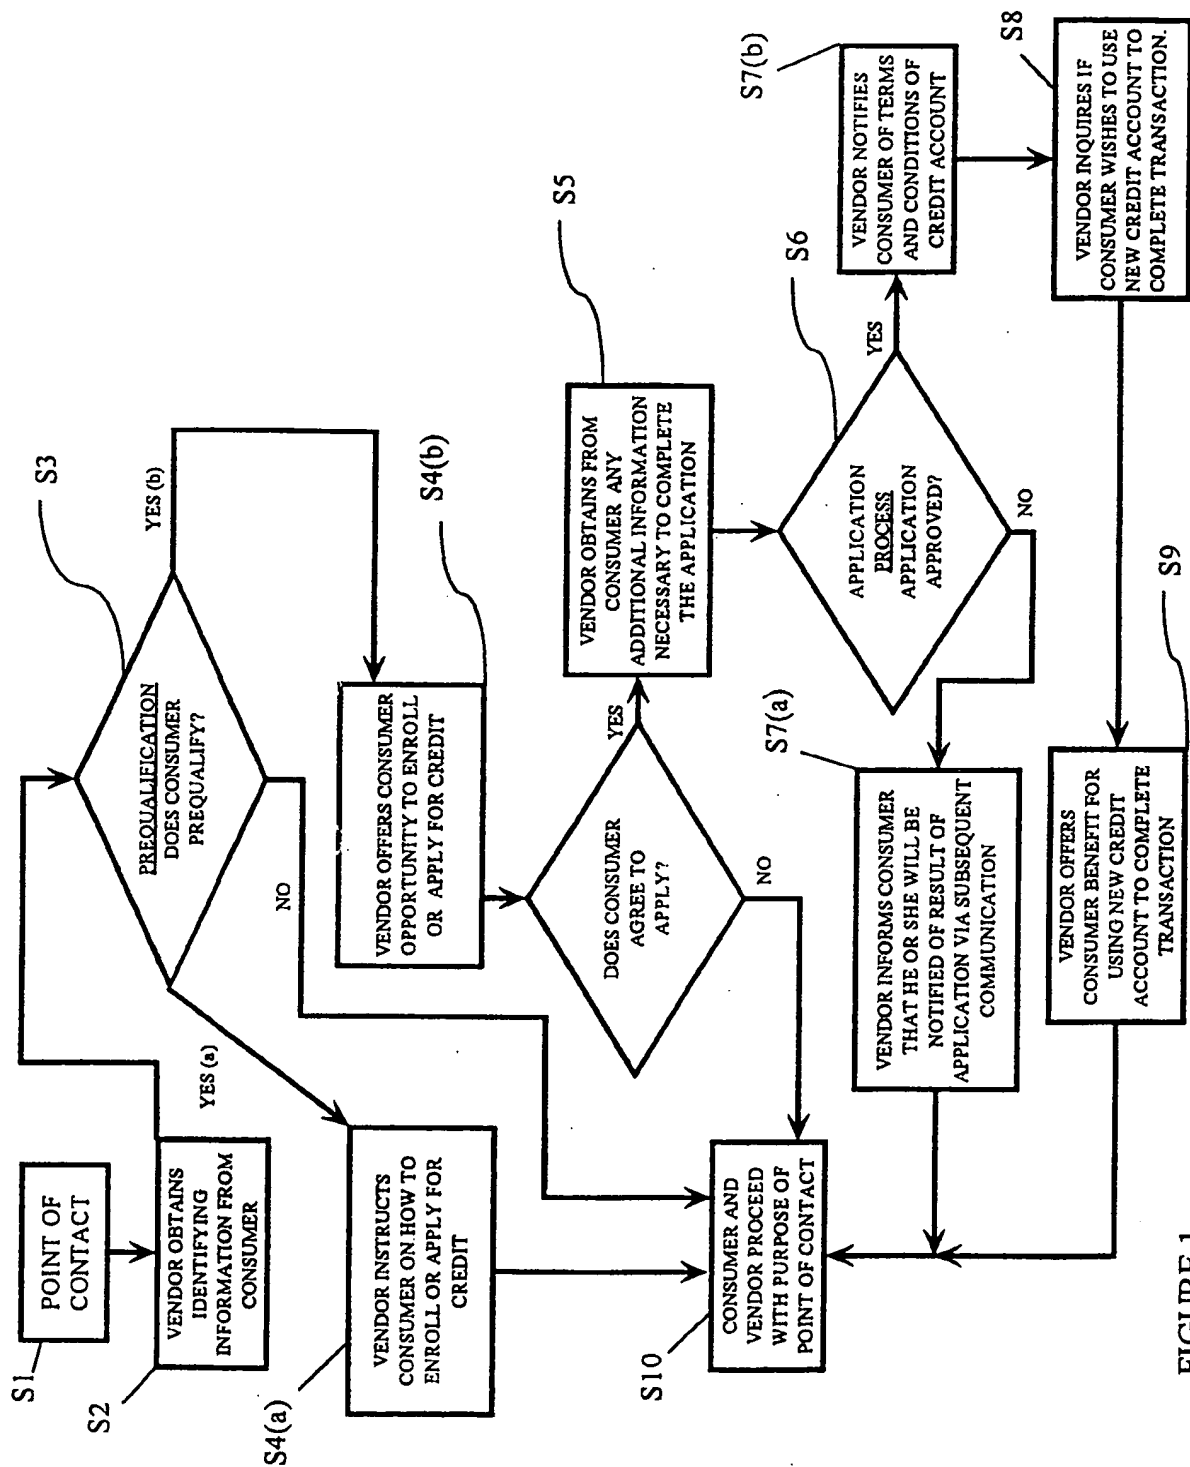 S1
POINT OF
CONTACT
S2
VENDOR OBTAINS
IDENTIFYING
INFORMATION FROM
CONSUMER
S3
PREQUALIFICATION
DOES CONSUMER
PREQUALIFY?
YES (a)
NO
YES (b)
S4(a)
VENDOR INSTRUCTS
CONSUMER ON HOW TO
ENROLL OR APPLY FOR
CREDIT
S4(b)
VENDOR OFFERS CONSUMER
OPPORTUNITY TO ENROLL
OR APPLY FOR CREDIT
DOES CONSUMER
AGREE TO
APPLY?
YES
NO
S5
VENDOR OBTAINS FROM
CONSUMER ANY
ADDITIONAL INFORMATION
NECESSARY TO COMPLETE
THE APPLICATION
S6
APPLICATION
PROCESS
APPLICATION
APPROVED?
YES
NO
S7(a)
VENDOR INFORMS CONSUMER
THAT HE OR SHE WILL BE
NOTIFIED OF RESULT OF
APPLICATION VIA SUBSEQUENT
COMMUNICATION
S7(b)
VENDOR NOTIFIES
CONSUMER OF TERMS
AND CONDITIONS OF
CREDIT ACCOUNT
S8
VENDOR INQUIRES IF
CONSUMER WISHES TO USE
NEW CREDIT ACCOUNT TO
COMPLETE TRANSACTION.
S9
VENDOR OFFERS
CONSUMER BENEFIT FOR
USING NEW CREDIT
ACCOUNT TO COMPLETE
TRANSACTION
S10
CONSUMER AND
VENDOR PROCEED
WITH PURPOSE OF
POINT OF CONTACT
FIGURE 1